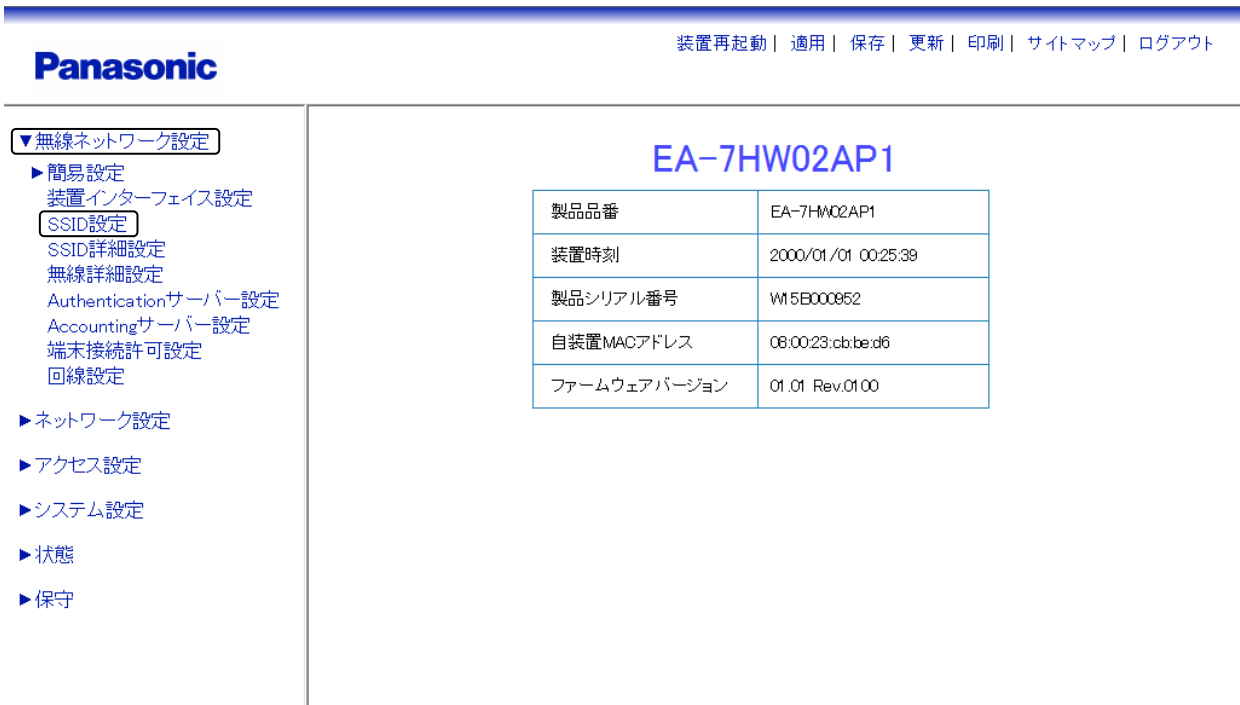 装置再起動| 適用| 保存| 更新| 印刷| サイトマップ| ログアウト
Panasonic
▼無線ネットワーク設定
▶簡易設定
装置インターフェイス設定
SSID設定
SSID詳細設定
無線詳細設定
Authenticationサーバー設定
Accountingサーバー設定
端末接続許可設定
回線設定
▶ネットワーク設定
▶アクセス設定
▶システム設定
▶状態
▶保守
EA-7HW02AP1
製品品番 EA-7HW02AP1
装置時刻 2000/01/01 00:25:39
製品シリアル番号 W15B000952
自装置MACアドレス 08:00:23:cb:be:d6
ファームウェアバージョン 01.01 Rev.0100